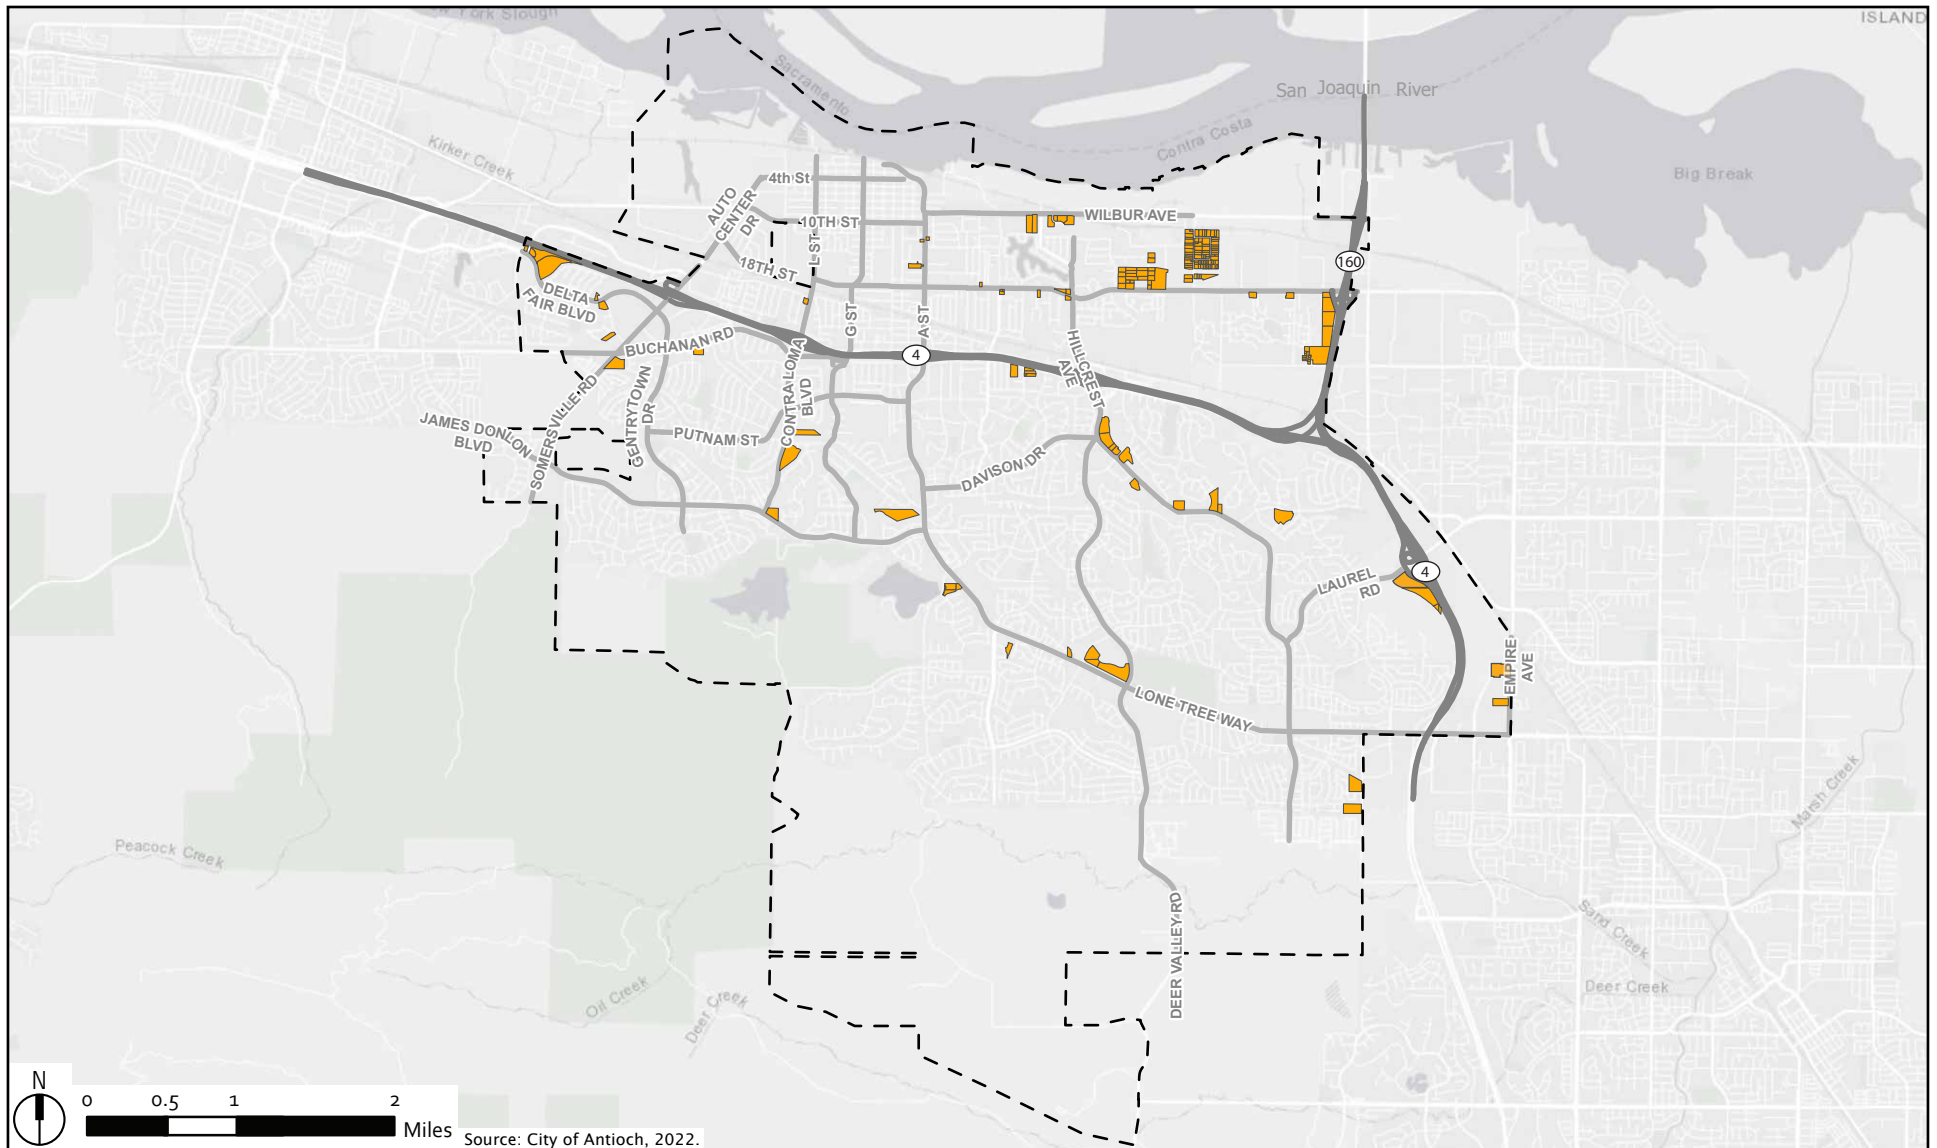 York Slough
ISLAND
Sacramento
San Joaquin River
Contra Costa
Kirker Creek
Big Break
4th St
AUTO
CENTER
DR
10TH ST
WILBUR AVE
L ST
18TH ST
160
DELTA
FAIR BLVD
G ST
A ST
BUCHANAN RD
4
HILLCREST
AVE
CONTRA LOMA
BLVD
GENTRYTOWN
DR
SOMERSVILLE RD
JAMES DONLON
BLVD
PUTNAM ST
DAVISON DR
LAUREL
RD
4
EMPIRE
AVE
LONE TREE WAY
Marsh Creek
Peacock Creek
DEER VALLEY RD
Sand Creek
Deer Creek
Oil Creek
Deer Creek
N
0 0.5 1 2
Miles
Source: City of Antioch, 2022.